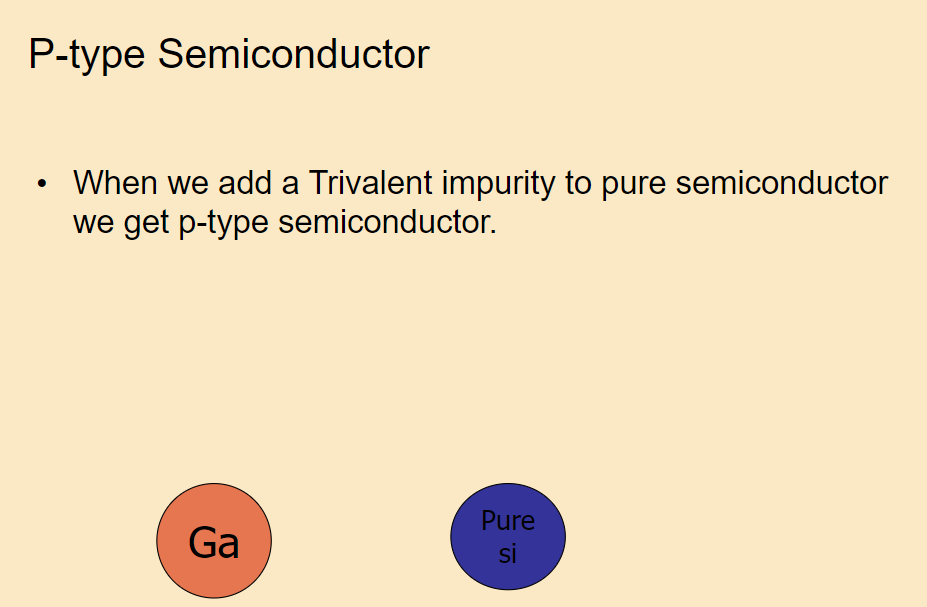 P-type Semiconductor
• When we add a Trivalent impurity to pure semiconductor
we get p-type semiconductor.
Ga
Pure
si